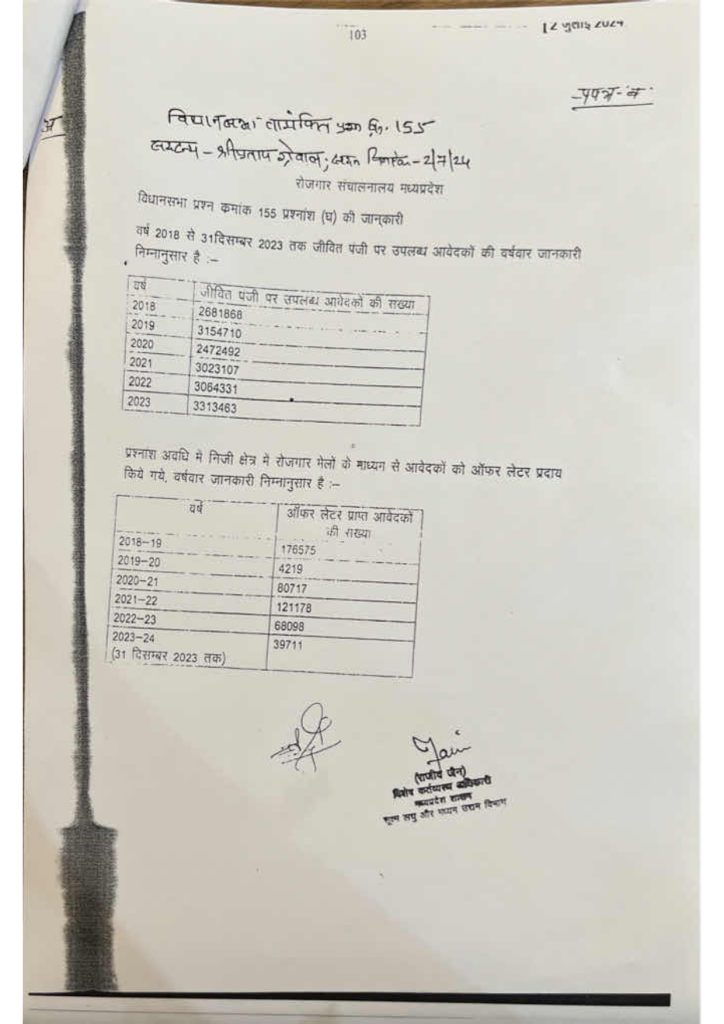 103
12 जुलाई 2024
प्रपत्र-ब
अ
विधानसभा तारांकित प्रश्न क्र. 155
सदस्य - श्री प्रताप ग्रेवाल, दिनांक - 2/7/24
रोजगार संचालनालय मध्यप्रदेश
विधानसभा प्रश्न कमांक 155 प्रश्नांश (घ) की जानकारी
वर्ष 2018 से 31दिसम्बर 2023 तक जीवित पंजी पर उपलब्ध आवेदकों की वर्षवार जानकारी
निम्नानुसार है :–
वर्ष जीवित पंजी पर उपलब्ध आवेदकों की संख्या
2018 2681868
2019 3154710
2020 2472492
2021 3023107
2022 3064331
2023 3313463
प्रश्नांश अवधि में निजी क्षेत्र में रोजगार मेलों के माध्यम से आवेदकों को ऑफर लेटर प्रदाय
किये गये, वर्षवार जानकारी निम्नानुसार है :–
वर्ष ऑफर लेटर प्राप्त आवेदकों
की संख्या
2018–19 176575
2019–20 4219
2020–21 80717
2021–22 121178
2022–23 68098
2023–24 39711
(31 दिसम्बर 2023 तक)
Jain
(राजीव जैन)
विशेष कर्तव्यस्थ अधिकारी
मध्यप्रदेश शासन
सूक्ष्म लघु और मध्यम उद्यम विभाग